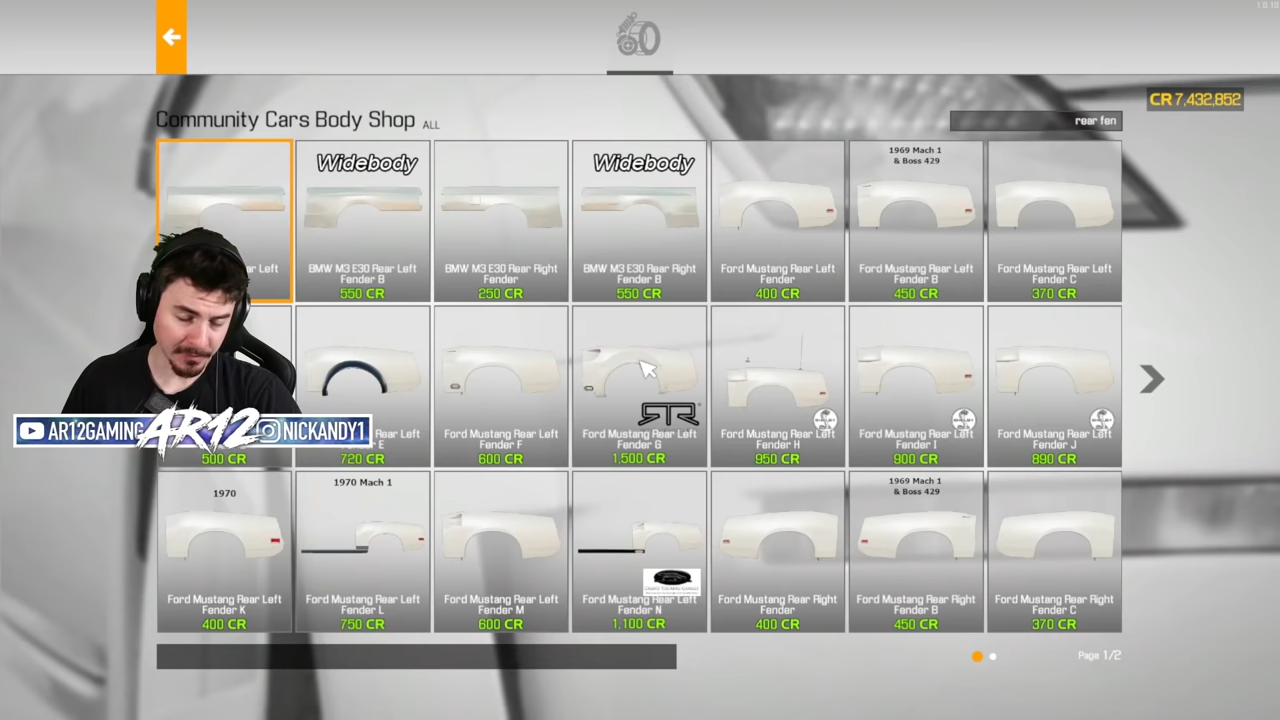 1.8.18
CR 7,432,852
Community Cars Body Shop ALL
rear fen
Widebody
Widebody
1969 Mach 1
& Boss 429
r Left
BMW M3 E30 Rear Left
Fender B
550 CR
BMW M3 E30 Rear Right
Fender
250 CR
BMW M3 E30 Rear Right
Fender B
550 CR
Ford Mustang Rear Left
Fender
400 CR
Ford Mustang Rear Left
Fender B
450 CR
Ford Mustang Rear Left
Fender C
370 CR
500 CR
Rear Left
E
720 CR
Ford Mustang Rear Left
Fender F
600 CR
RTR
Ford Mustang Rear Left
Fender G
1,500 CR
Ford Mustang Rear Left
Fender H
950 CR
Ford Mustang Rear Left
Fender I
900 CR
Ford Mustang Rear Left
Fender J
890 CR
AR12GAMING AR12 NICKANDY1
1970
Ford Mustang Rear Left
Fender K
400 CR
1970 Mach 1
Ford Mustang Rear Left
Fender L
750 CR
Ford Mustang Rear Left
Fender M
600 CR
Ford Mustang Rear Left
Fender N
1,100 CR
Ford Mustang Rear Right
Fender
400 CR
1969 Mach 1
& Boss 429
Ford Mustang Rear Right
Fender B
450 CR
Ford Mustang Rear Right
Fender C
370 CR
Page 1/2